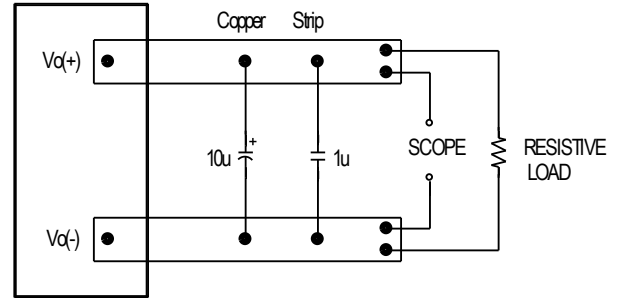 Copper Strip
Vo(+)
+
10u
1u
SCOPE
RESISTIVE
LOAD
Vo(-)